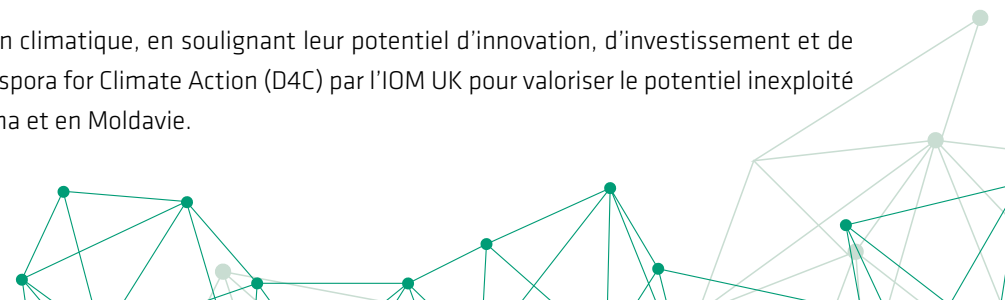 n climatique, en soulignant leur potentiel d’innovation, d’investissement et de
spora for Climate Action (D4C) par l’IOM UK pour valoriser le potentiel inexploité
na et en Moldavie.